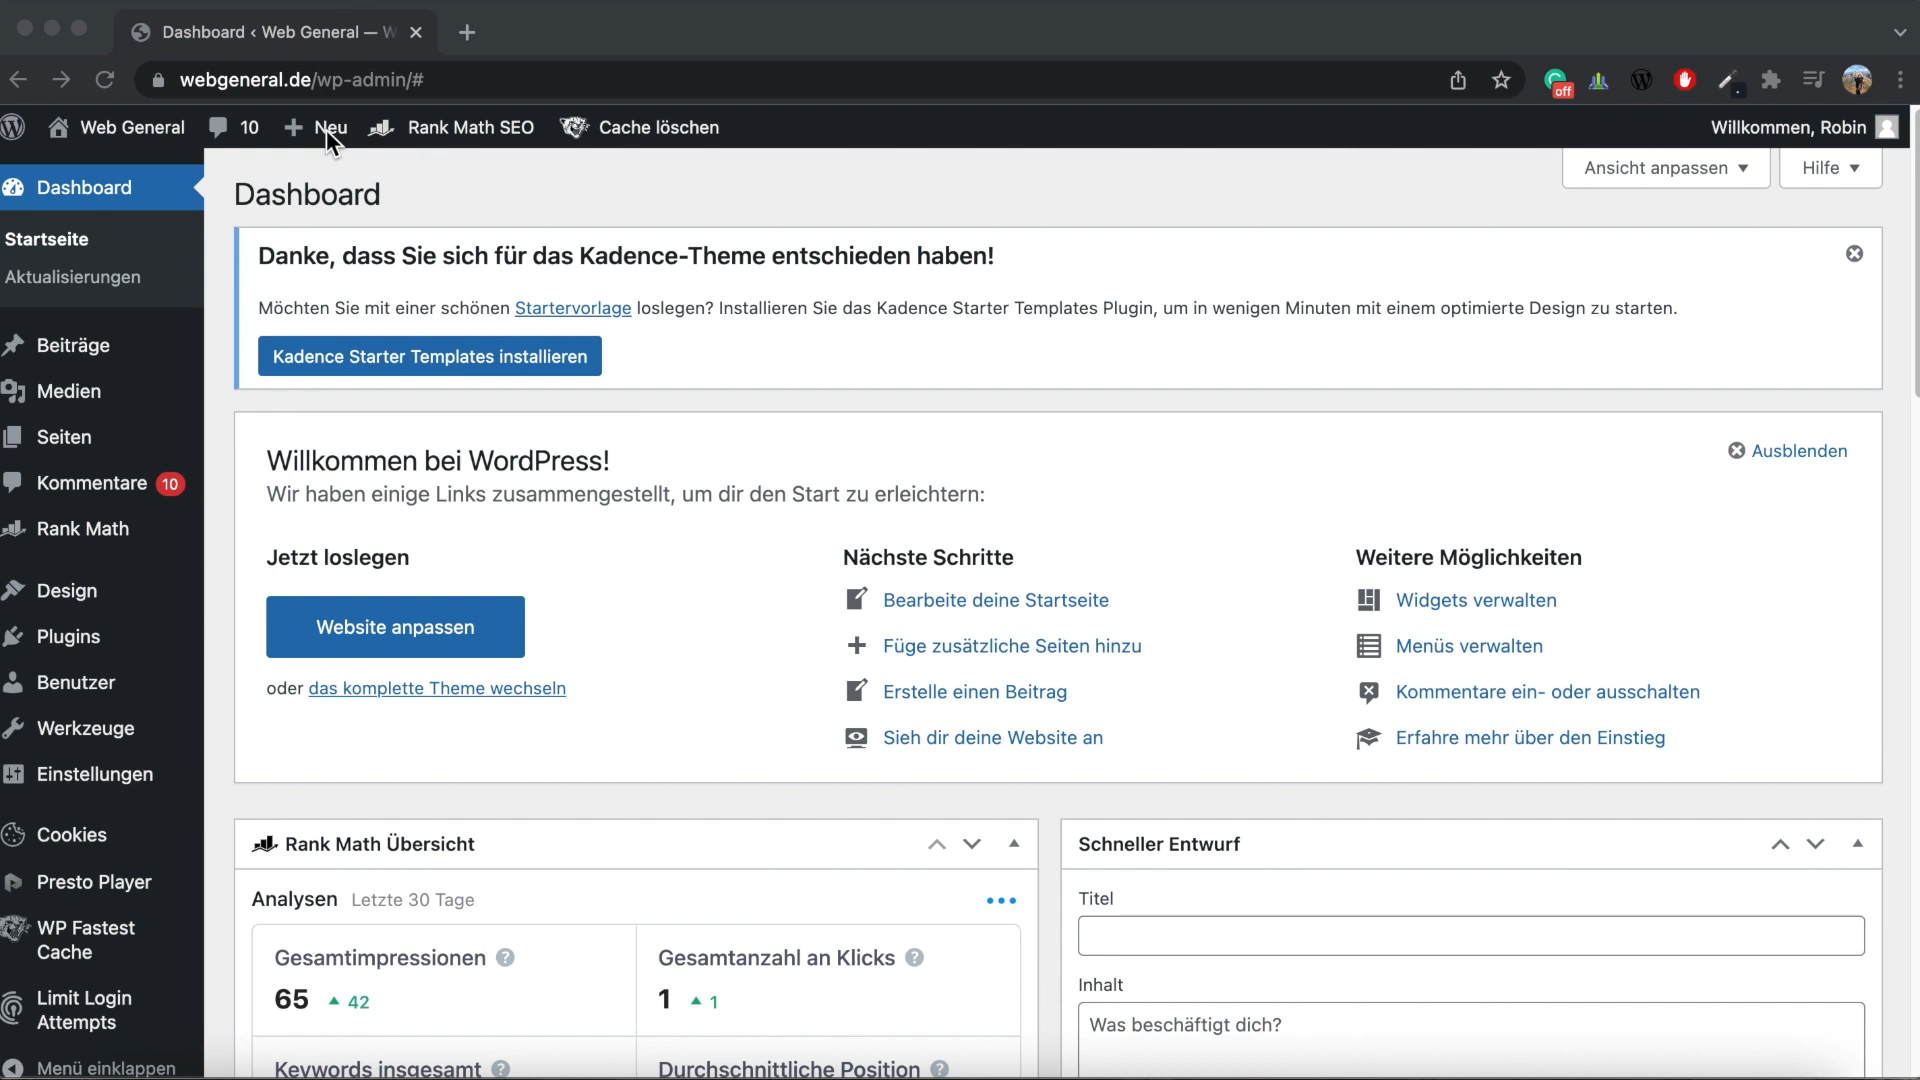 Dashboard ‹ Web General — W
webgeneral.de/wp-admin/#
off
Web General
10
Neu
Rank Math SEO
Cache löschen
Willkommen, Robin
Ansicht anpassen
Hilfe
Dashboard
Startseite
Aktualisierungen
Beiträge
Medien
Seiten
Kommentare 10
Rank Math
Design
Plugins
Benutzer
Werkzeuge
Einstellungen
Cookies
Presto Player
WP Fastest
Cache
Limit Login
Attempts
Menü einklappen
Dashboard
Danke, dass Sie sich für das Kadence-Theme entschieden haben!
Möchten Sie mit einer schönen Startervorlage loslegen? Installieren Sie das Kadence Starter Templates Plugin, um in wenigen Minuten mit einem optimierte Design zu starten.
Kadence Starter Templates installieren
Willkommen bei WordPress!
Wir haben einige Links zusammengestellt, um dir den Start zu erleichtern:
Ausblenden
Jetzt loslegen
Website anpassen
oder das komplette Theme wechseln
Nächste Schritte
Bearbeite deine Startseite
Füge zusätzliche Seiten hinzu
Erstelle einen Beitrag
Sieh dir deine Website an
Weitere Möglichkeiten
Widgets verwalten
Menüs verwalten
Kommentare ein- oder ausschalten
Erfahre mehr über den Einstieg
Rank Math Übersicht
Analysen Letzte 30 Tage
Gesamtimpressionen ?
65 42
Gesamtanzahl an Klicks ?
1 1
Keywords insgesamt ?
Durchschnittliche Position ?
Schneller Entwurf
Titel
Inhalt
Was beschäftigt dich?